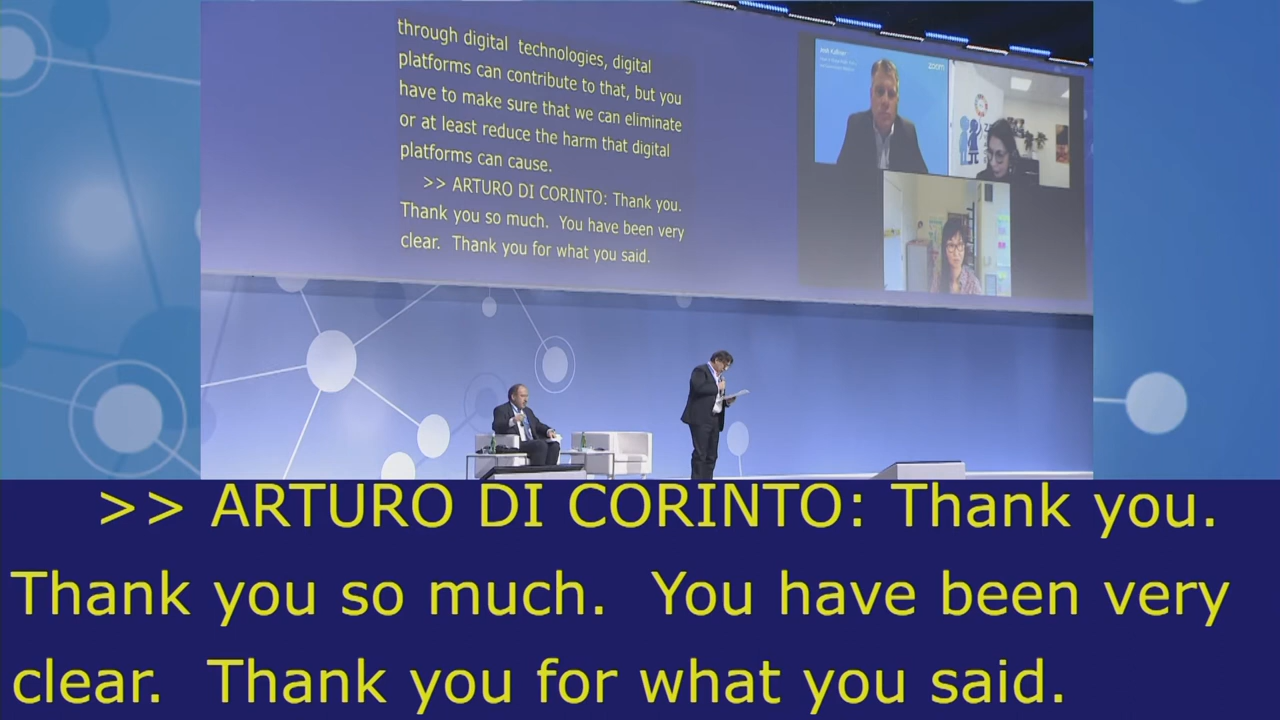 through digital  technologies, digital
platforms can contribute to that, but you
have to make sure that we can eliminate
or at least reduce the harm that digital
platforms can cause.
>> ARTURO DI CORINTO: Thank you.
Thank you so much.  You have been very
clear.  Thank you for what you said.
zoom
>> ARTURO DI CORINTO: Thank you.
Thank you so much.  You have been very
clear.  Thank you for what you said.